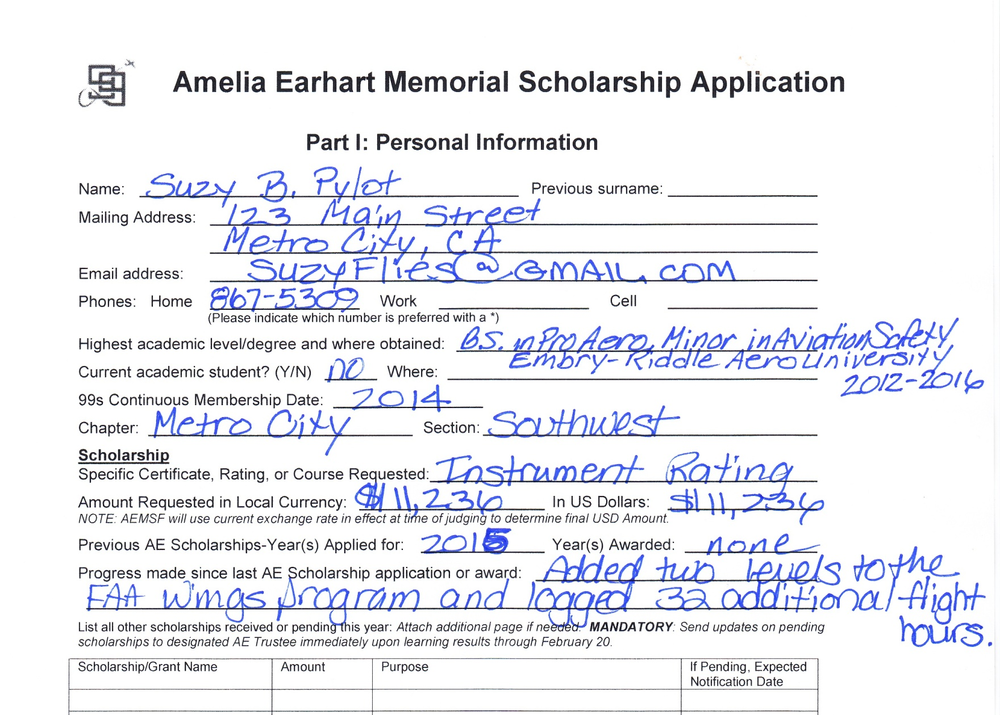 Amelia Earhart Memorial Scholarship Application
Part I: Personal Information
Name: Suzy B. Pylot Previous surname:
Mailing Address: 123 Main Street
Metro City, CA
Email address: SuzyFlies@GMAIL.COM
Phones: Home 867-5309 Work Cell
(Please indicate which number is preferred with a *)
Highest academic level/degree and where obtained: B.S. in Pro Aero, Minor in Aviation Safety,
Embry-Riddle Aero University
Current academic student? (Y/N) no Where:
2012-2016
99s Continuous Membership Date: 2014
Chapter: Metro City Section: Southwest
Scholarship
Specific Certificate, Rating, or Course Requested: Instrument Rating
Amount Requested in Local Currency: $11,236 In US Dollars: $11,236
NOTE: AEMSF will use current exchange rate in effect at time of judging to determine final USD Amount.
Previous AE Scholarships-Year(s) Applied for: 2015 Year(s) Awarded: none
Progress made since last AE Scholarship application or award: Added two levels to the
FAA Wings program and logged 32 additional flight
hours.
List all other scholarships received or pending this year: Attach additional page if needed. MANDATORY: Send updates on pending
scholarships to designated AE Trustee immediately upon learning results through February 20.
Scholarship/Grant Name Amount Purpose If Pending, Expected
Notification Date